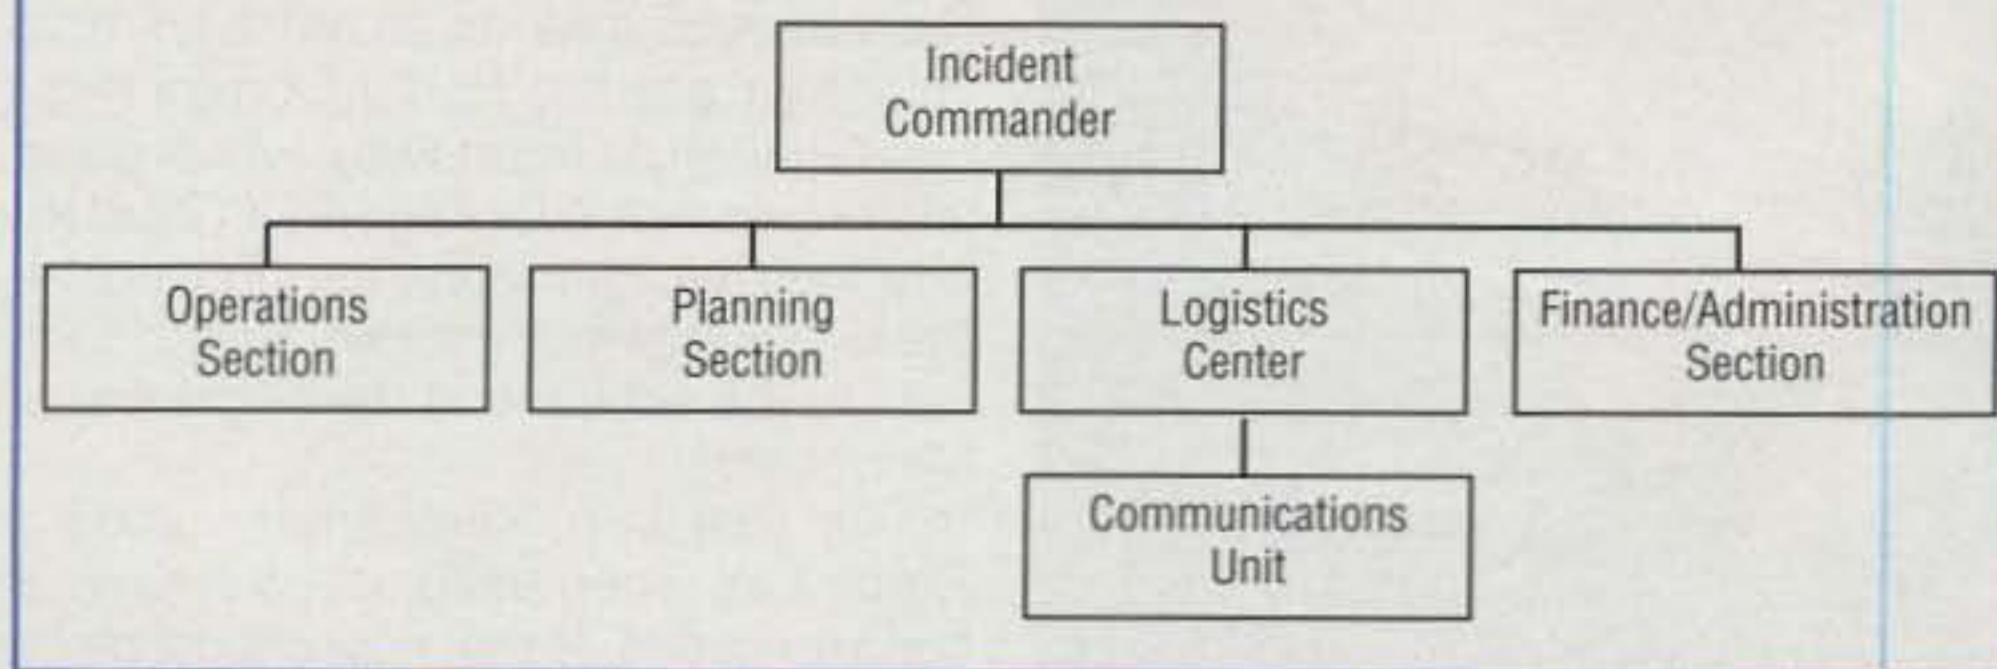 Incident
Commander
Operations
Section
Planning
Section
Logistics
Center
Finance/Administration
Section
Communications
Unit